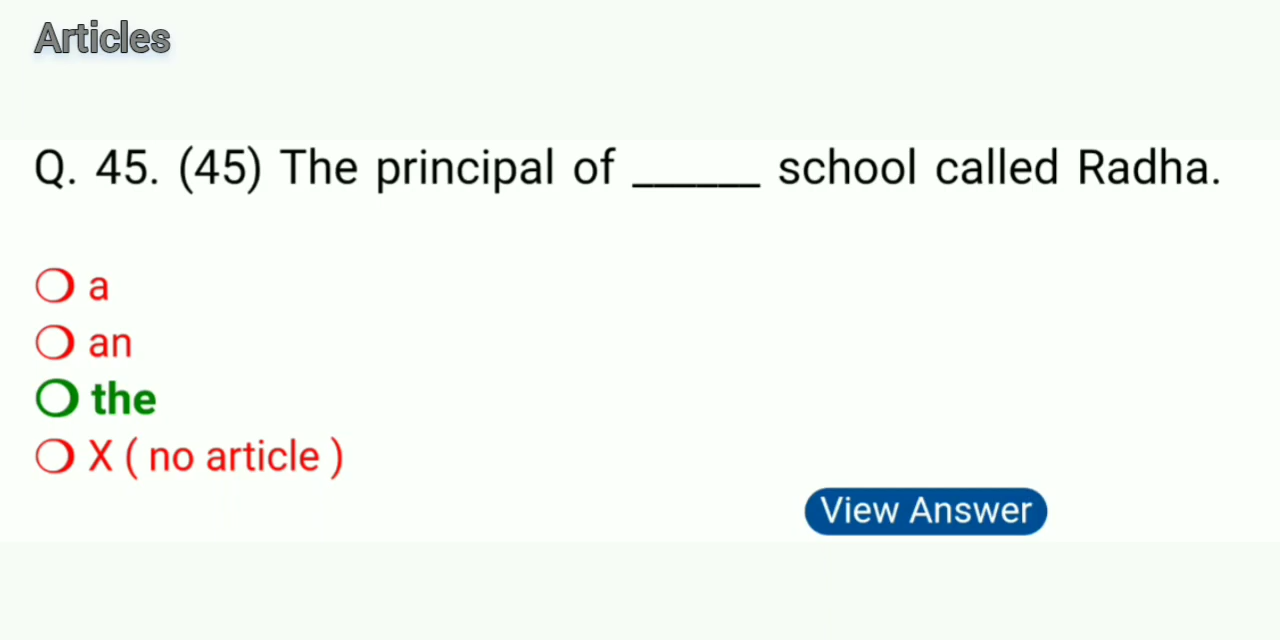 Articles
Q. 45. (45) The principal of ______ school called Radha.
a
an
the
X ( no article )
View Answer